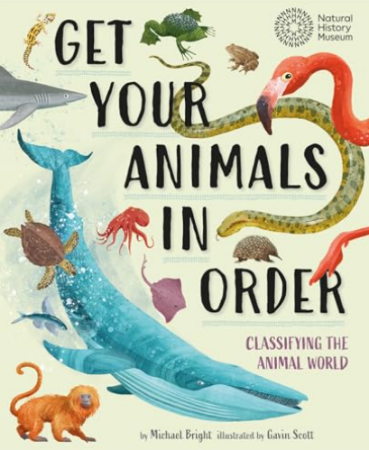 Natural
History
Museum
GET
YOUR
ANIMALS
IN
ORDER
CLASSIFYING THE
ANIMAL WORLD
by Michael Bright illustrated by Gavin Scott